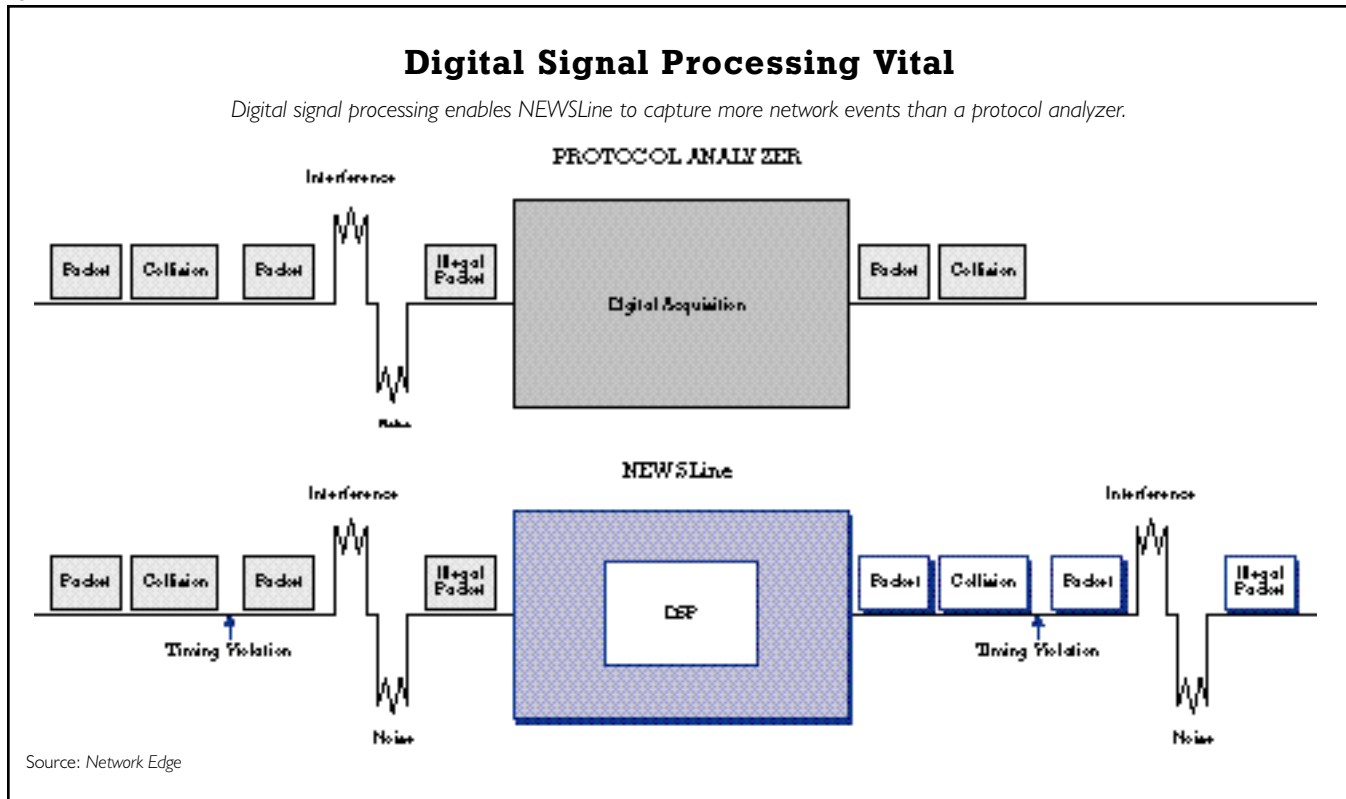 Digital Signal Processing Vital
Digital signal processing enables NEWSLine to capture more network events than a protocol analyzer.
PROTOCOL ANALYZER
Interference
Packet
Collision
Packet
Illegal
Packet
Digital Acquisition
Packet
Collision
Noise
NEWSLine
Interference
Interference
Packet
Collision
Packet
Illegal
Packet
DSP
Packet
Collision
Packet
Illegal
Packet
Timing Violation
Timing Violation
Noise
Noise
Source: Network Edge